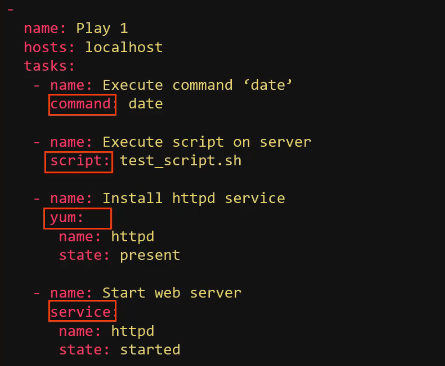 -
name: Play 1
hosts: localhost
tasks:
- name: Execute command ‘date’
command: date
- name: Execute script on server
script: test_script.sh
- name: Install httpd service
yum:
name: httpd
state: present
- name: Start web server
service:
name: httpd
state: started